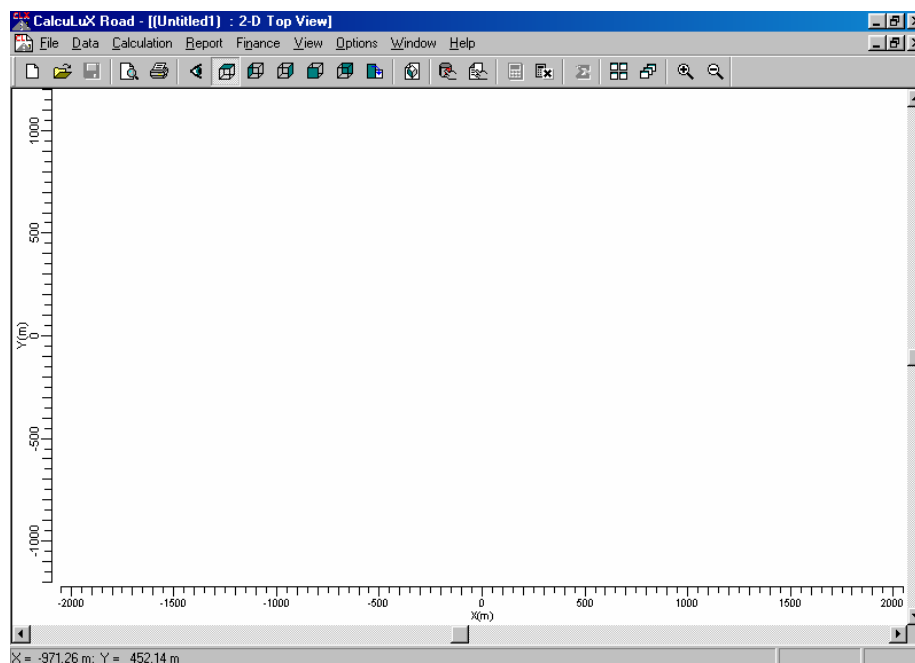 CalcuLuX Road - [(Untitled1) : 2-D Top View]
File Data Calculation Report Finance View Options Window Help
1000
500
Y(m)
0
-500
-1000
-2000 -1500 -1000 -500 0 500 1000 1500 2000
X(m)
X = -971.26 m; Y = 452.14 m